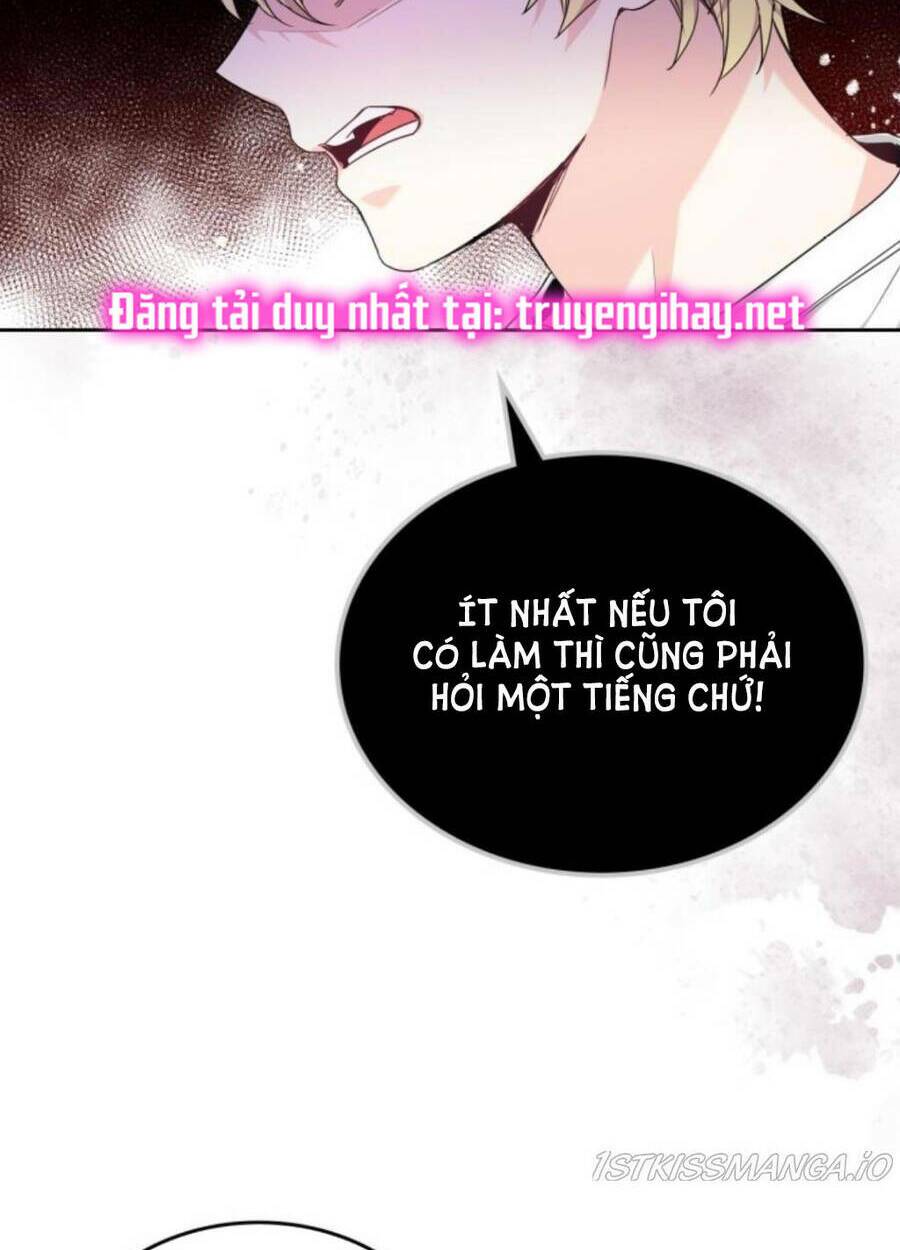 Đăng tải duy nhất tại: truyengihay.net
ÍT NHẤT NẾU TÔI
CÓ LÀM THÌ CŨNG PHẢI
HỎI MỘT TIẾNG CHỨ!
1STKISSMANGA.IO